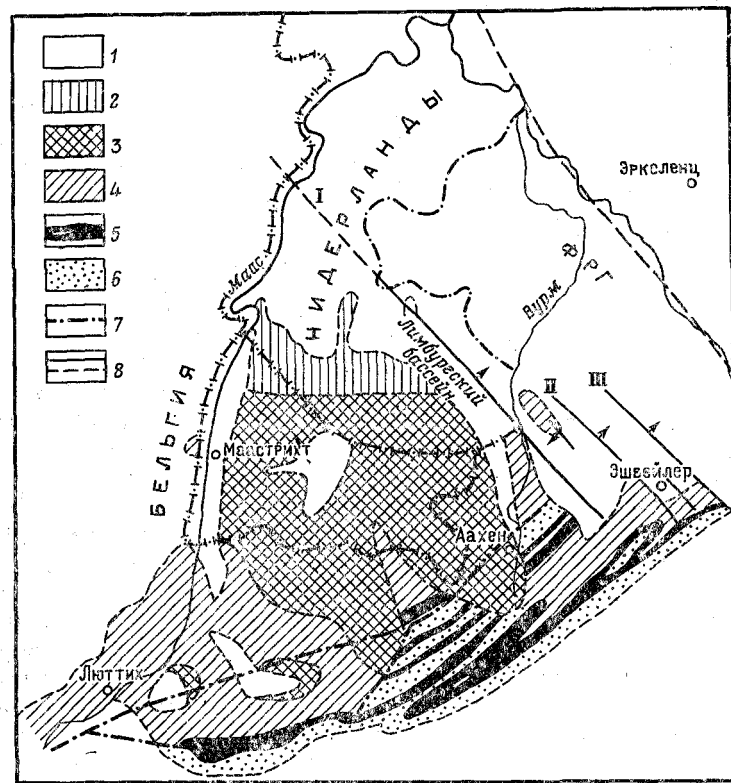 1
2
3
4
5
6
7
8
НИДЕРЛАНДЫ
Эркеленц
I
Маас
ФРГ
Вурм
Лимбургский
бассейн
БЕЛЬГИЯ
II
III
Маастрихт
Эшвейлер
Аахен
Люттих